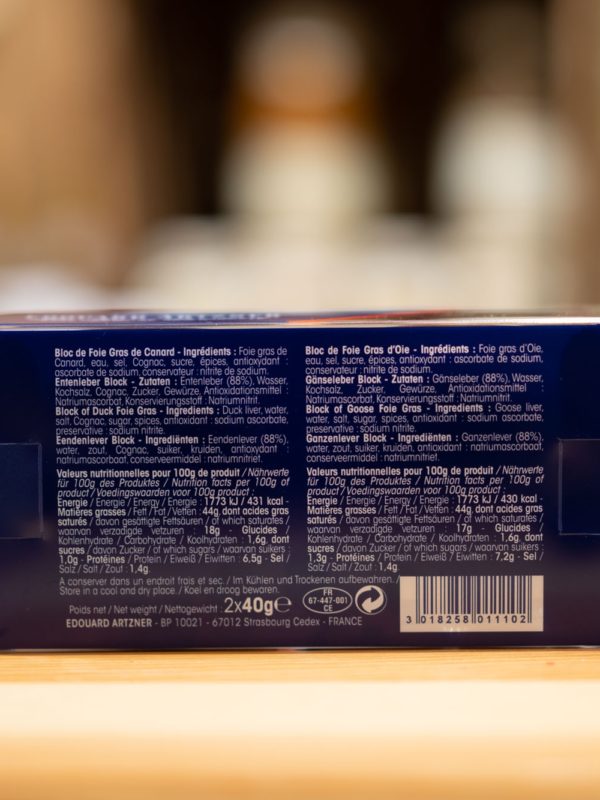 Bloc de Foie Gras de Canard - Ingrédients : Foie gras de
Canard, eau, sel, Cognac, sucre, épices, antioxydant :
ascorbate de sodium, conservateur : nitrite de sodium.
Entenleber Block - Zutaten : Entenleber (88%), Wasser,
Kochsalz, Cognac, Zucker, Gewürze, Antioxidationsmittel :
Natriumascorbat, Konservierungsstoff : Natriumnitrit.
Block of Duck Foie Gras - Ingredients : Duck liver, water,
salt, Cognac, sugar, spices, antioxidant : sodium ascorbate,
preservative : sodium nitrite.
Eendenlever Block - Ingrediënten : Eendenlever (88%),
water, zout, Cognac, suiker, kruiden, antioxidant :
natriumascorbaat, conserveermiddel : natriumnitriet.
Valeurs nutritionnelles pour 100g de produit / Nährwerte
für 100g des Produktes / Nutrition facts per 100g of
product / Voedingswaarden voor 100g product :
Energie / Energie / Energy / Energie : 1773 kJ / 431 kcal -
Matières grasses / Fett / Fat / Vetten : 44g, dont acides gras
saturés / davon gesättigte Fettsäuren / of which saturates /
waarvan verzadigde vetzuren : 18g - Glucides /
Kohlenhydrate / Carbohydrate / Koolhydraten : 1,6g, dont
sucres / davon Zucker / of which sugars / waarvan suikers :
1,0g - Protéines / Protein / Eiweiß / Eiwitten : 6,5g - Sel /
Salz / Salt / Zout : 1,4g
Bloc de Foie Gras d'Oie - Ingrédients : Foie gras d'Oie,
eau, sel, sucre, épices, antioxydant : ascorbate de sodium,
conservateur : nitrite de sodium.
Gänseleber Block - Zutaten : Gänseleber (88%), Wasser,
Kochsalz, Zucker, Gewürze, Antioxidationsmittel :
Natriumascorbat, Konservierungsstoff : Natriumnitrit.
Block of Goose Foie Gras - Ingredients : Goose liver,
water, salt, sugar, spices, antioxidant : sodium ascorbate,
preservative : sodium nitrite.
Ganzenlever Block - Ingrediënten : Ganzenlever (88%),
water, zout, suiker, kruiden, antioxidant : natriumascorbaat,
conserveermiddel : natriumnitriet.
Valeurs nutritionnelles pour 100g de produit / Nährwerte
für 100g des Produktes / Nutrition facts per 100g of
product / Voedingswaarden voor 100g product :
Energie / Energie / Energy / Energie : 1773 kJ / 430 kcal -
Matières grasses / Fett / Fat / Vetten : 44g, dont acides gras
saturés / davon gesättigte Fettsäuren / of which saturates /
waarvan verzadigde vetzuren : 17g - Glucides /
Kohlenhydrate / Carbohydrate / Koolhydraten : 1,6g, dont
sucres / davon Zucker / of which sugars / waarvan suikers :
1,3g - Protéines / Protein / Eiweiß / Eiwitten : 7,2g - Sel /
Salz / Salt / Zout : 1,4g
A conserver dans un endroit frais et sec. / Im Kühlen und Trockenen aufbewahren. /
Store in a cool and dry place. / Koel en droog bewaren.
Poids net / Net weight / Nettogewicht : 2x40g e
FR
67-447-001
CE
EDOUARD ARTZNER - BP 10021 - 67012 Strasbourg Cedex - FRANCE
3 018258 011102